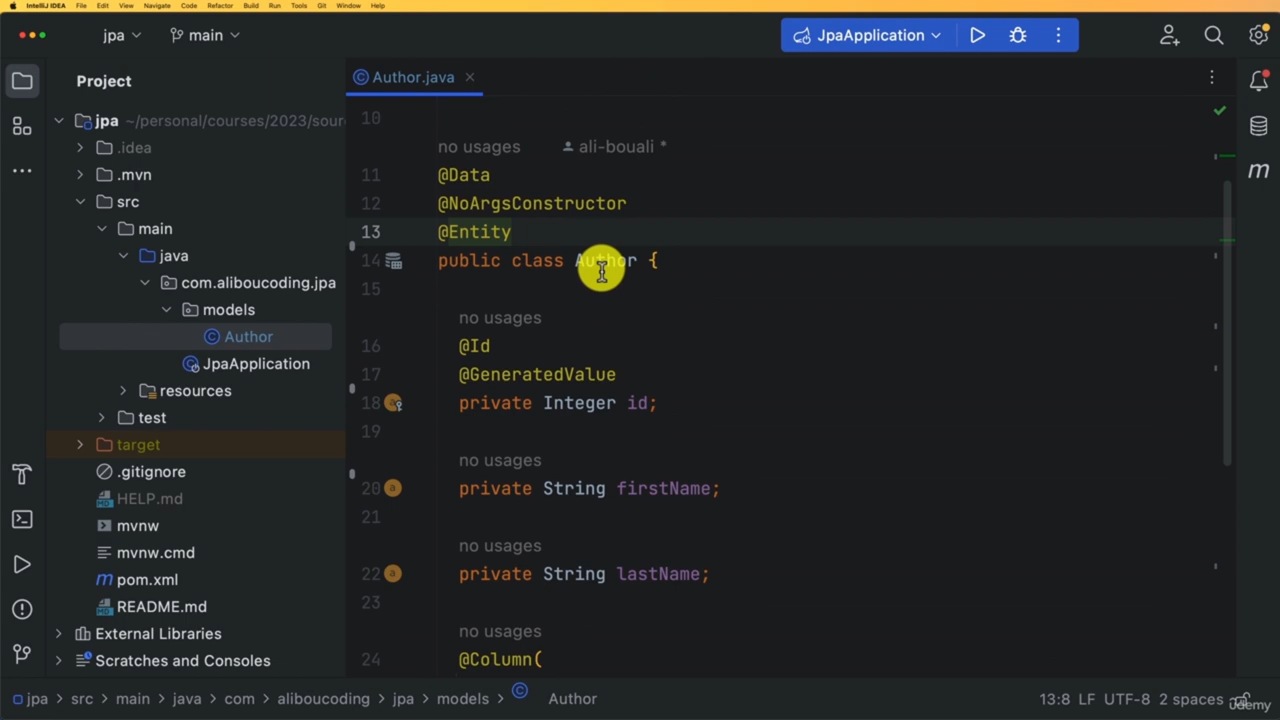 IntelliJ IDEA File Edit View Navigate Code Refactor Build Run Tools Git Window Help
jpa main JpaApplication
Project
Author.java
jpa ~/personal/courses/2023/sour
.idea
.mvn
src
main
java
com.aliboucoding.jpa
models
Author
JpaApplication
resources
test
target
.gitignore
HELP.md
mvnw
mvnw.cmd
pom.xml
README.md
External Libraries
Scratches and Consoles
10
no usages ali-bouali *
11 @Data
12 @NoArgsConstructor
13 @Entity
14 public class Author {
15
no usages
16 @Id
17 @GeneratedValue
18 private Integer id;
19
no usages
20 private String firstName;
21
no usages
22 private String lastName;
23
no usages
24 @Column(
jpa > src > main > java > com > aliboucoding > jpa > models > Author
13:8 LF UTF-8 2 spaces
udemy